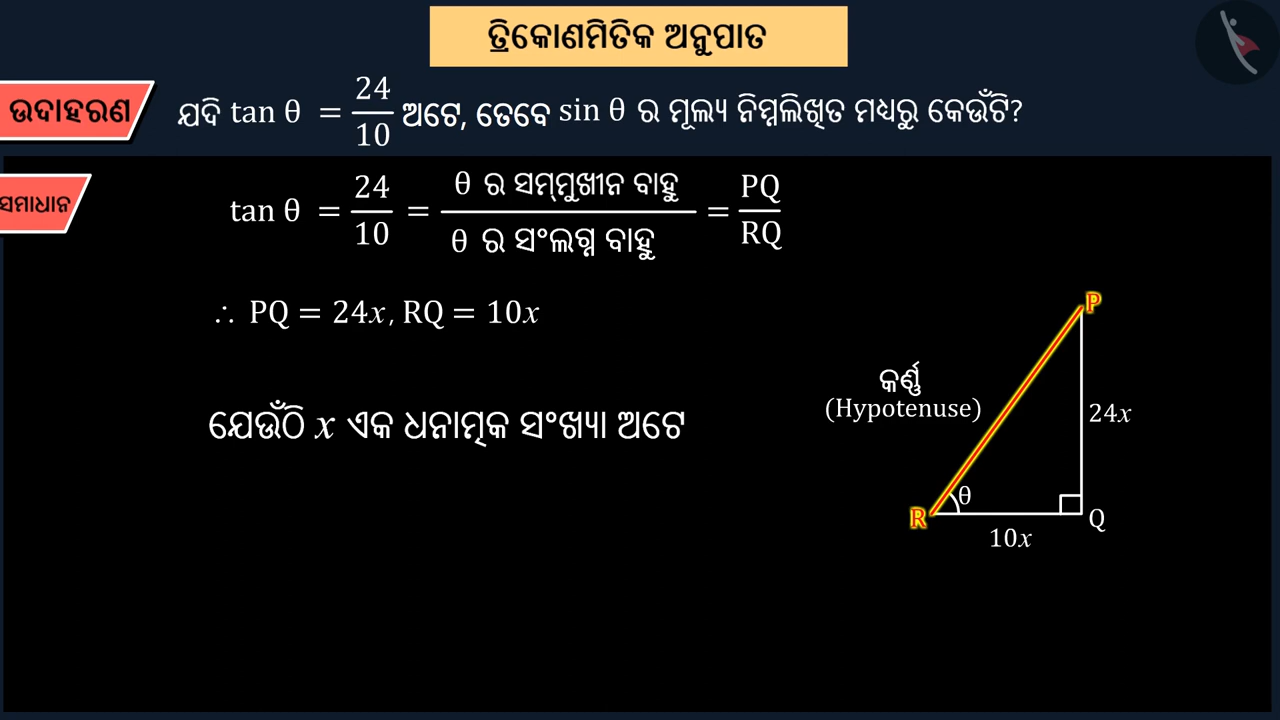 ତ୍ରିକୋଣମିତିକ ଅନୁପାତ
ଉଦାହରଣ
ଯଦି tan θ = 24/10 ଅଟେ, ତେବେ sin θ ର ମୂଲ୍ୟ ନିମ୍ନଲିଖିତ ମଧ୍ୟରୁ କେଉଁଟି?
ସମାଧାନ
tan θ = 24/10 = θ ର ସମ୍ମୁଖୀନ ବାହୁ/θ ର ସଂଲଗ୍ନ ବାହୁ = PQ/RQ
∴ PQ = 24x, RQ = 10x
ଯେଉଁଠି x ଏକ ଧନାତ୍ମକ ସଂଖ୍ୟା ଅଟେ
P
କର୍ଣ୍ଣ
(Hypotenuse)
24x
θ
R
Q
10x